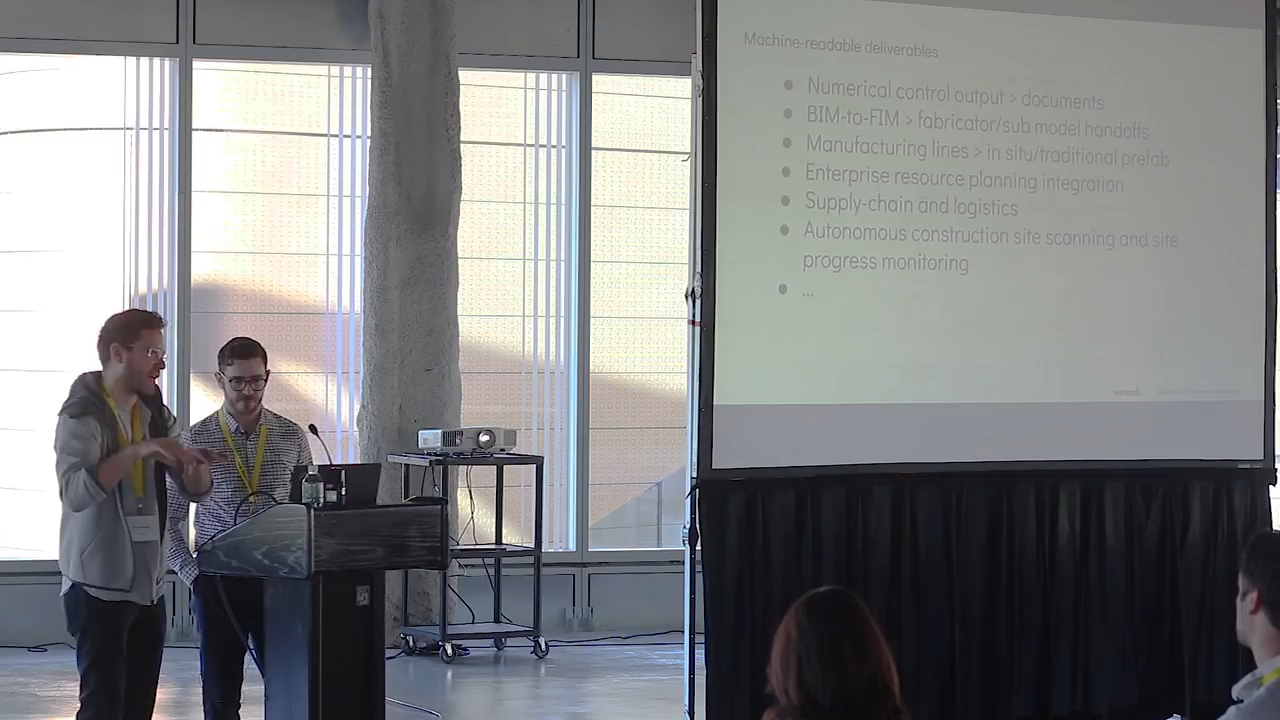 Machine-readable deliverables
● Numerical control output > documents
● BIM-to-FIM > fabricator/sub model handoffs
● Manufacturing lines > in situ/traditional prefab
● Enterprise resource planning integration
● Supply-chain and logistics
● Autonomous construction site scanning and site
progress monitoring
● ...